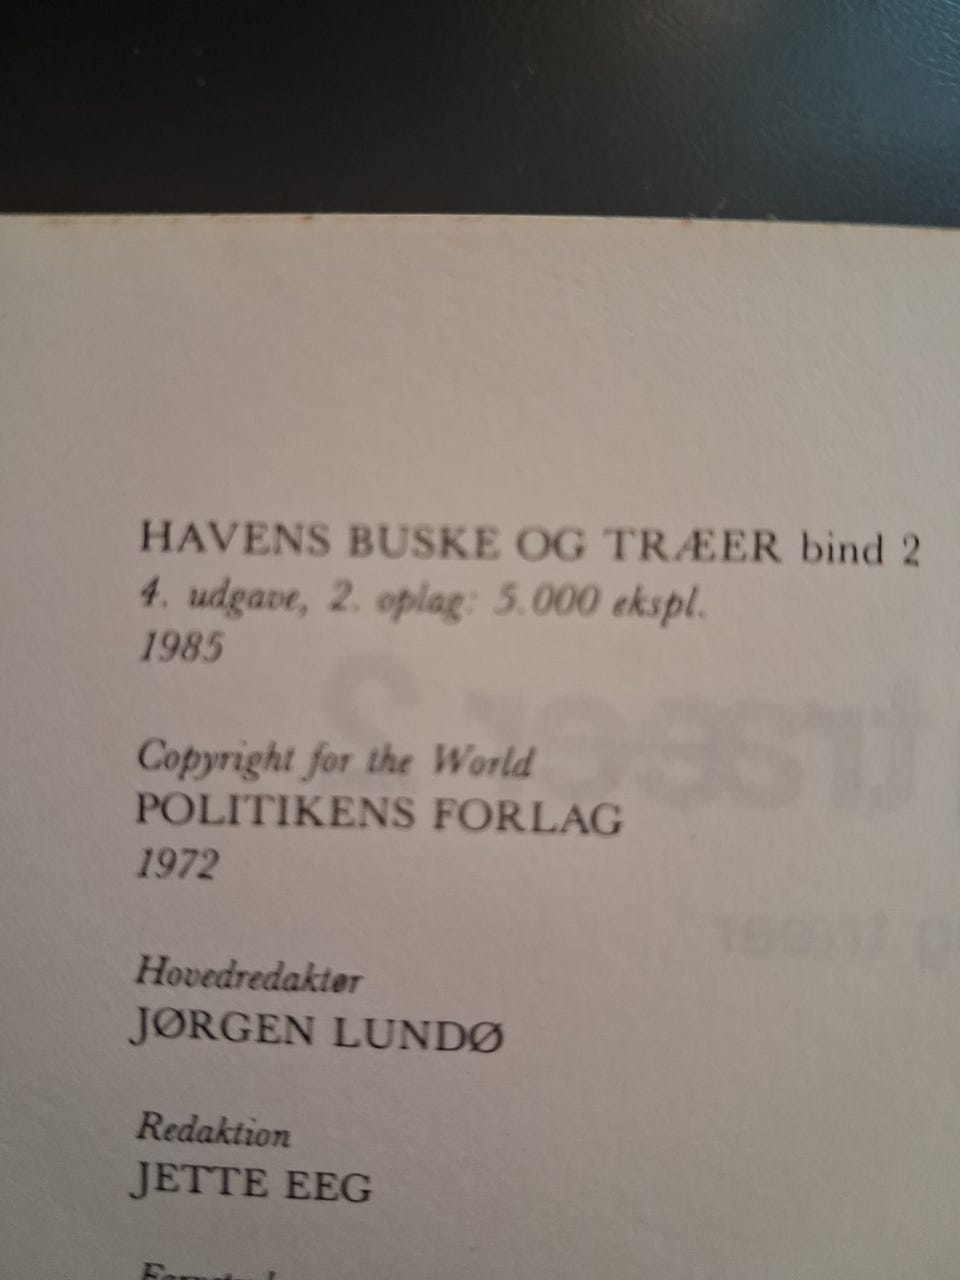 HAVENS BUSKE OG TRÆER bind 2
4. udgave, 2. oplag: 5.000 ekspl.
1985
Copyright for the World
POLITIKENS FORLAG
1972
Hovedredaktør
JØRGEN LUNDØ
Redaktion
JETTE EEG